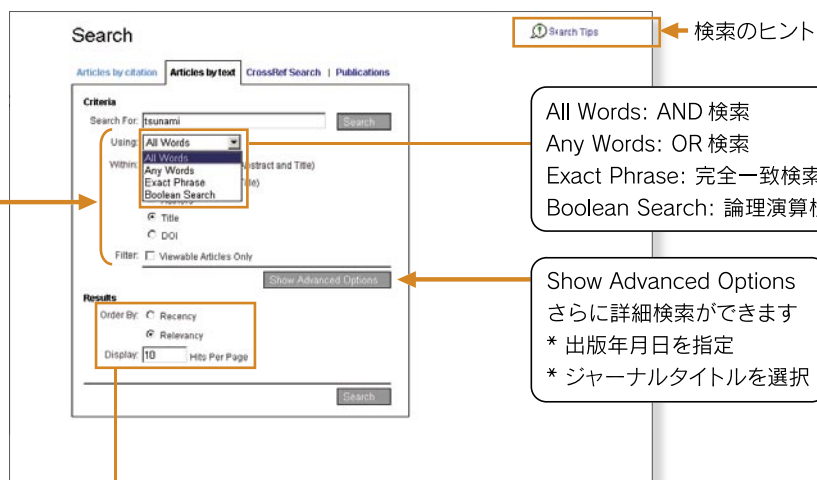 Search
Search Tips
検索のヒント
Articles by citation
Articles by text
CrossRef Search | Publications
Criteria
Search For: tsunami
Search
Using: All Words
All Words
Any Words
Exact Phrase
Boolean Search
Within:
Abstract and Title)
Title
DOI
Filter: Viewable Articles Only
Show Advanced Options
Results
Order By: Recency
Relevancy
Display: 10 Hits Per Page
Search
All Words: AND 検索
Any Words: OR 検索
Exact Phrase: 完全一致検索
Boolean Search: 論理演算
Show Advanced Options
さらに詳細検索ができます
* 出版年月日を指定
* ジャーナルタイトルを選択